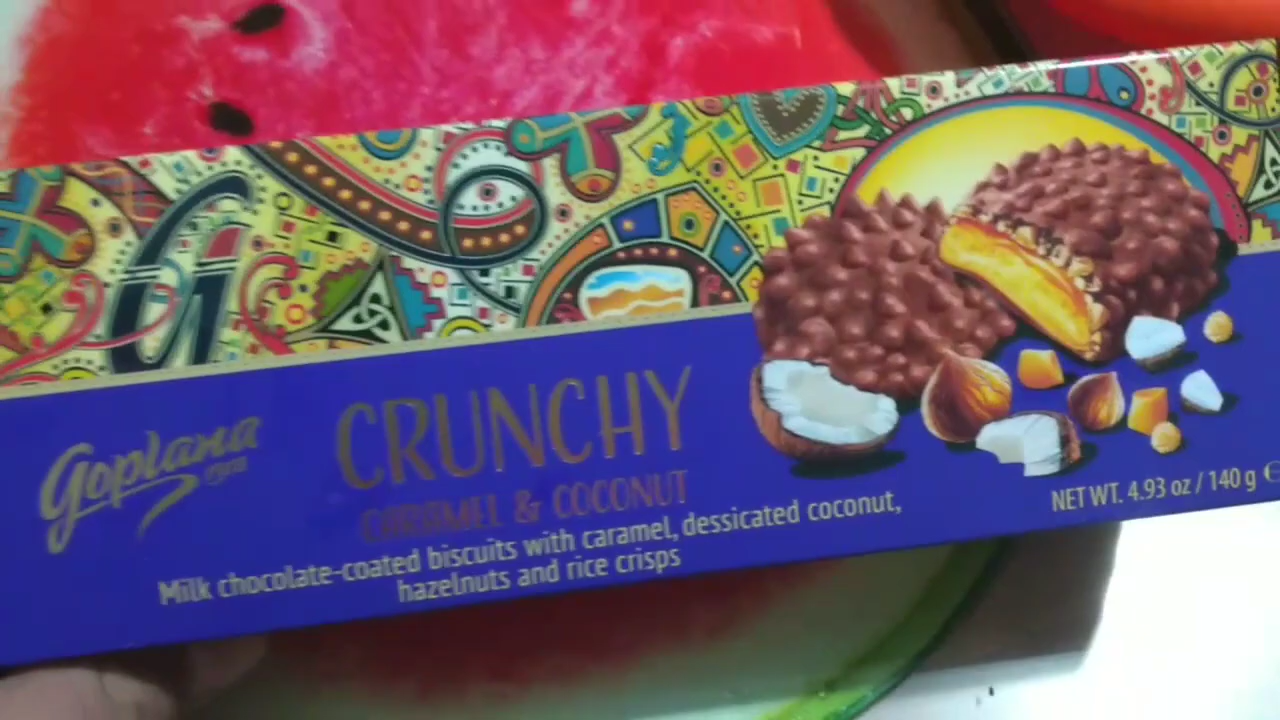 Goplana
CRUNCHY
CARAMEL & COCONUT
Milk chocolate-coated biscuits with caramel, dessicated coconut,
hazelnuts and rice crisps
NET WT. 4.93 oz / 140 g e